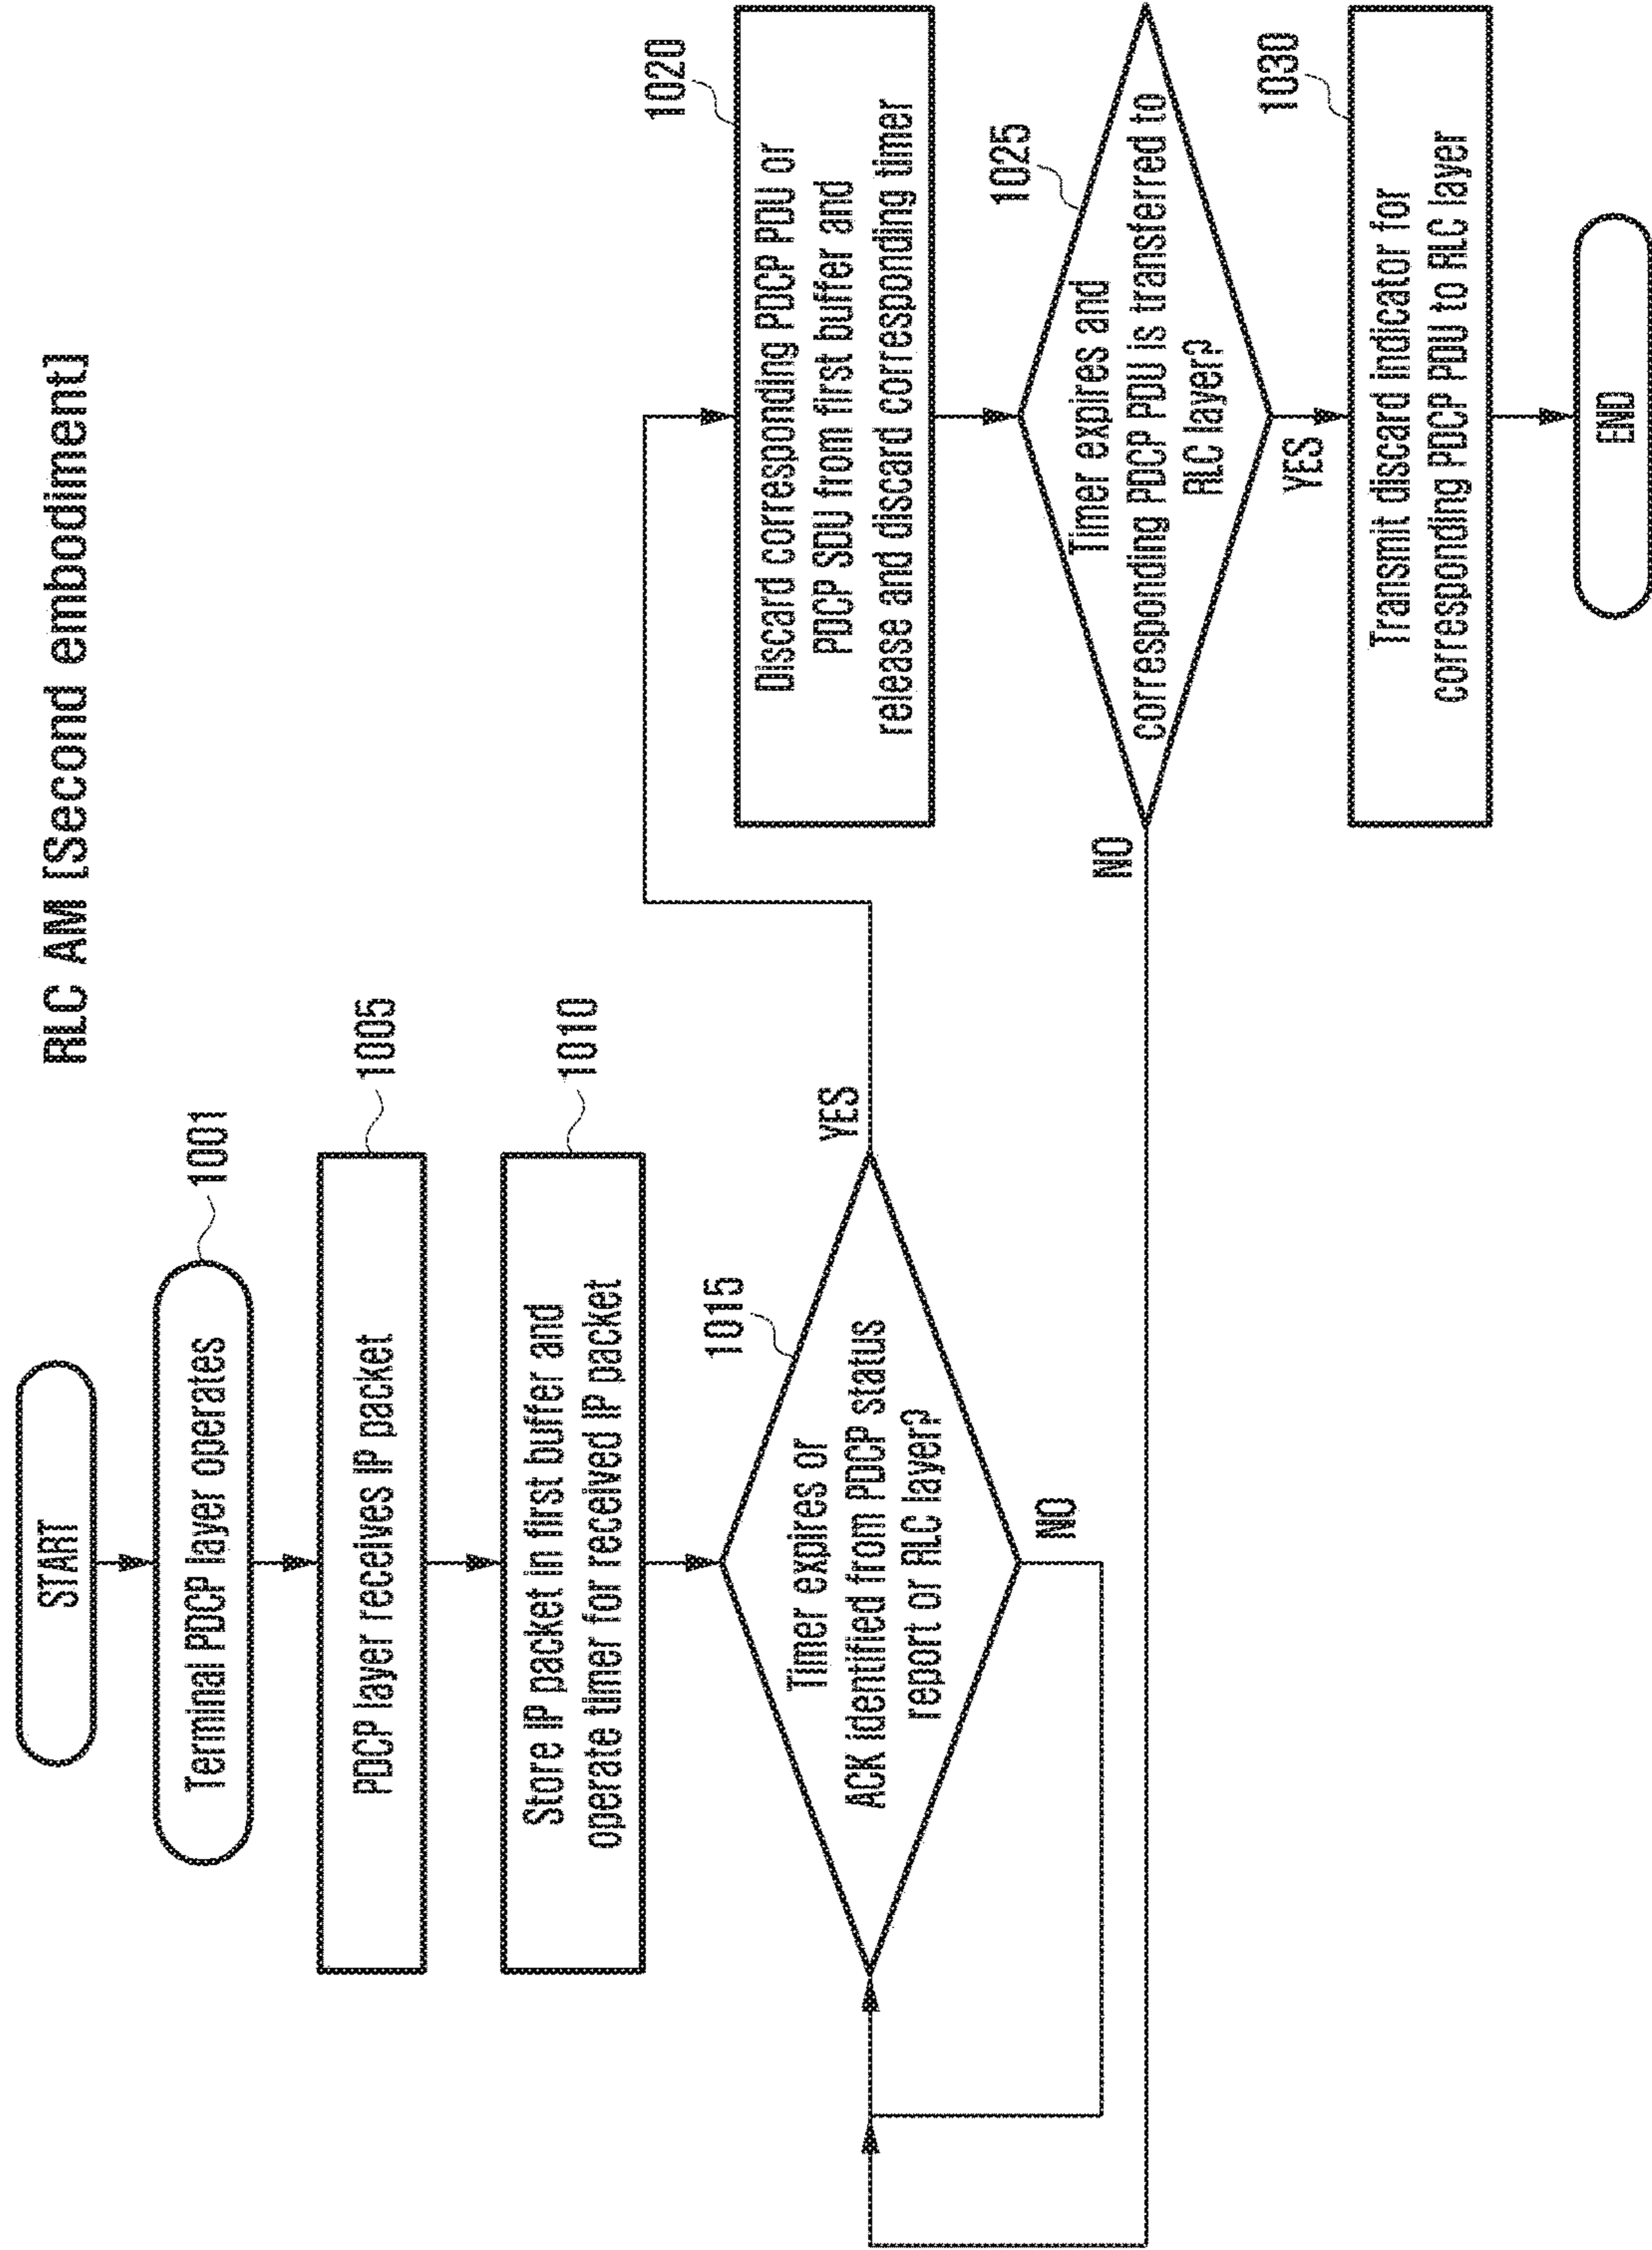 RLC AM [Second embodiment]
START
Terminal PDCP layer operates
1001
PDCP layer receives IP packet
1005
Store IP packet in first buffer and
operate timer for received IP packet
1010
Timer expires or
ACK identified from PDCP status
report or RLC layer?
1015
YES
NO
Discard corresponding PDCP PDU or
PDCP SDU from first buffer and
release and discard corresponding timer
1020
Timer expires and
corresponding PDCP PDU is transferred to
RLC layer?
1025
NO
YES
Transmit discard indicator for
corresponding PDCP PDU to RLC layer
1030
END